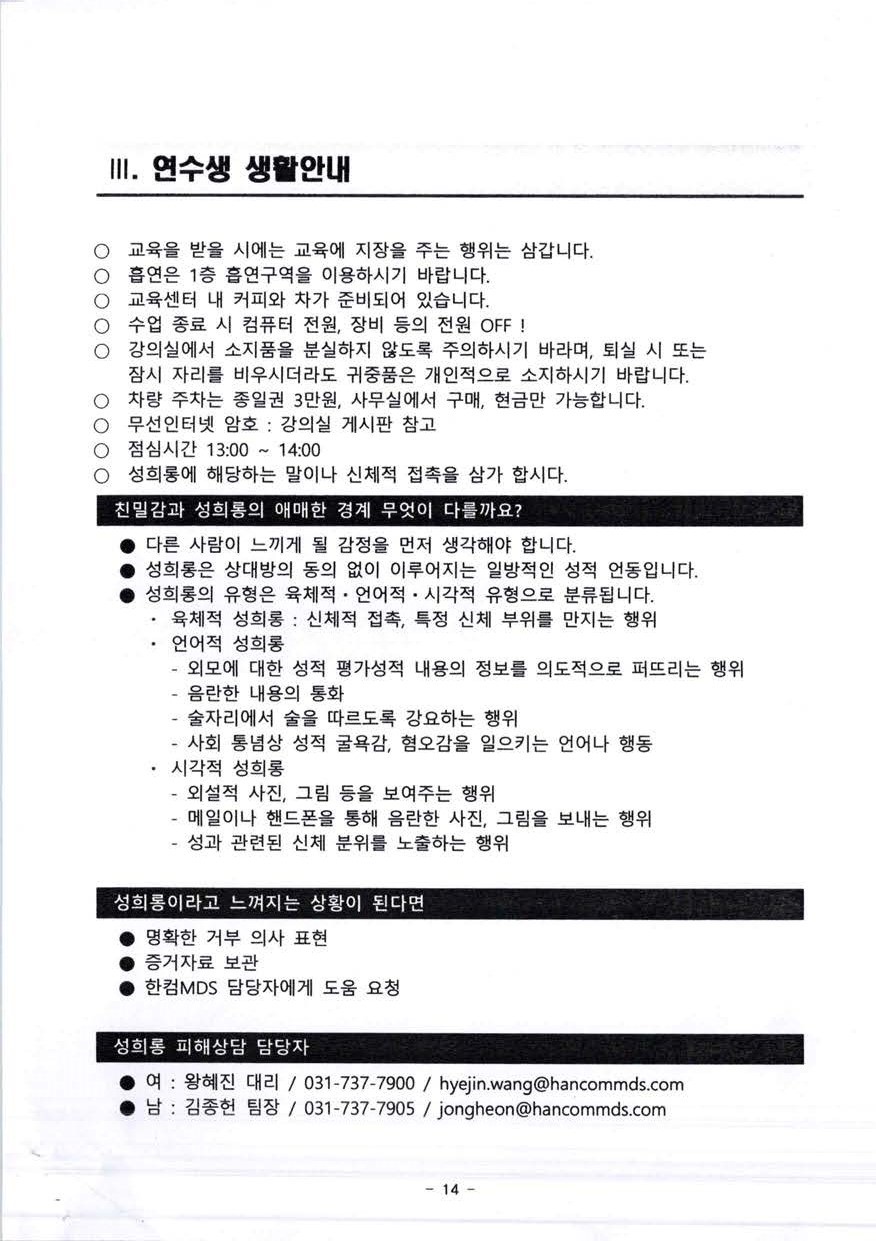 III. 연수생 생활안내
○ 교육을 받을 시에는 교육에 지장을 주는 행위는 삼갑니다.
○ 흡연은 1층 흡연구역을 이용하시기 바랍니다.
○ 교육센터 내 커피와 차가 준비되어 있습니다.
○ 수업 종료 시 컴퓨터 전원, 장비 등의 전원 OFF !
○ 강의실에서 소지품을 분실하지 않도록 주의하시기 바라며, 퇴실 시 또는
잠시 자리를 비우시더라도 귀중품은 개인적으로 소지하시기 바랍니다.
○ 차량 주차는 종일권 3만원, 사무실에서 구매, 현금만 가능합니다.
○ 무선인터넷 암호 : 강의실 게시판 참고
○ 점심시간 13:00 ~ 14:00
○ 성희롱에 해당하는 말이나 신체적 접촉을 삼가 합시다.
친밀감과 성희롱의 애매한 경계 무엇이 다를까요?
● 다른 사람이 느끼게 될 감정을 먼저 생각해야 합니다.
● 성희롱은 상대방의 동의 없이 이루어지는 일방적인 성적 언동입니다.
● 성희롱의 유형은 육체적·언어적·시각적 유형으로 분류됩니다.
· 육체적 성희롱 : 신체적 접촉, 특정 신체 부위를 만지는 행위
· 언어적 성희롱
- 외모에 대한 성적 평가성적 내용의 정보를 의도적으로 퍼뜨리는 행위
- 음란한 내용의 통화
- 술자리에서 술을 따르도록 강요하는 행위
- 사회 통념상 성적 굴욕감, 혐오감을 일으키는 언어나 행동
· 시각적 성희롱
- 외설적 사진, 그림 등을 보여주는 행위
- 메일이나 핸드폰을 통해 음란한 사진, 그림을 보내는 행위
- 성과 관련된 신체 분위를 노출하는 행위
성희롱이라고 느껴지는 상황이 된다면
● 명확한 거부 의사 표현
● 증거자료 보관
● 한컴MDS 담당자에게 도움 요청
성희롱 피해상담 담당자
● 여 : 왕혜진 대리 / 031-737-7900 / hyejin.wang@hancommds.com
● 남 : 김종헌 팀장 / 031-737-7905 / jongheon@hancommds.com
- 14 -